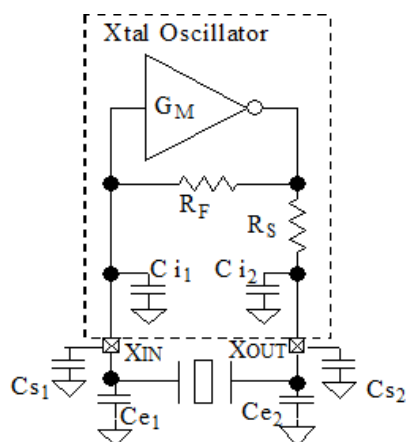 Xtal Oscillator
GM
RF
RS
Ci1
Ci2
XIN
XOUT
Cs1
Cs2
Ce1
Ce2